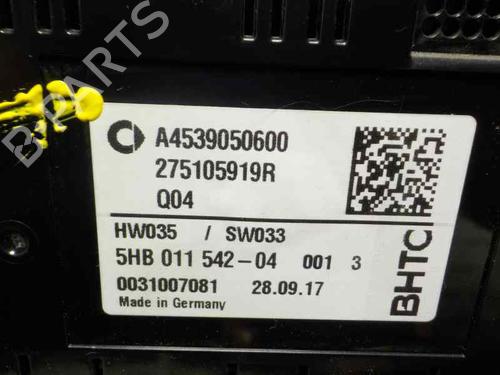 A4539050600
275105919R
Q04
HW035 / SW033
5HB 011 542-04 001 3
0031007081 28.09.17
Made in Germany
BHTC
B-PARTS